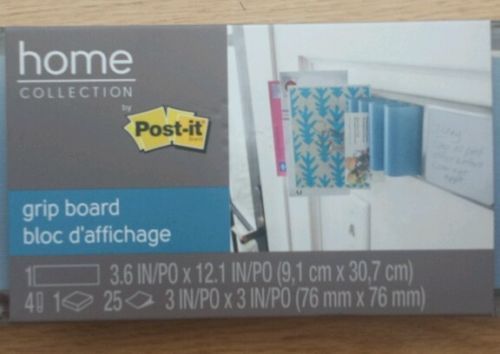 home
COLLECTION
by
Post-it
grip board
bloc d'affichage
1 3.6 IN/PO x 12.1 IN/PO (9,1 cm x 30,7 cm)
4 1 25 3 IN/PO x 3 IN/PO (76 mm x 76 mm)